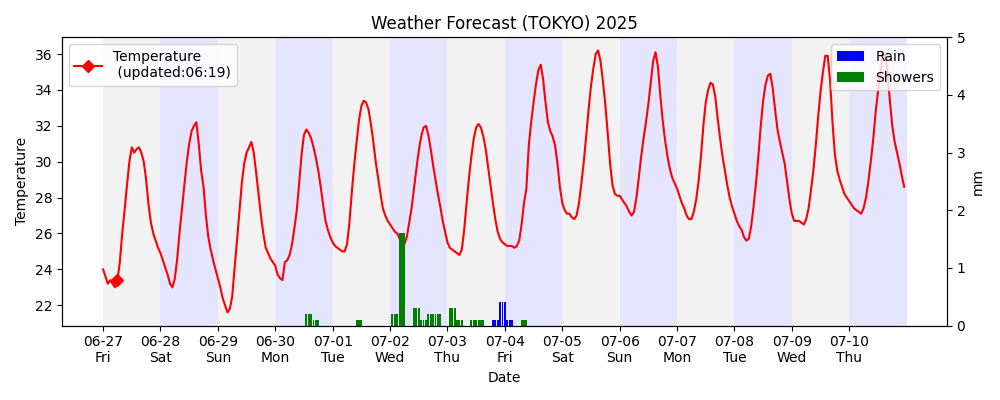 Weather Forecast (TOKYO) 2025
Temperature
(updated:06:19)
Rain
Showers
Temperature
36
34
32
30
28
26
24
22
5
4
3
2
1
0
mm
06-27 06-28 06-29 06-30 07-01 07-02 07-03 07-04 07-05 07-06 07-07 07-08 07-09 07-10
Fri Sat Sun Mon Tue Wed Thu Fri Sat Sun Mon Tue Wed Thu
Date